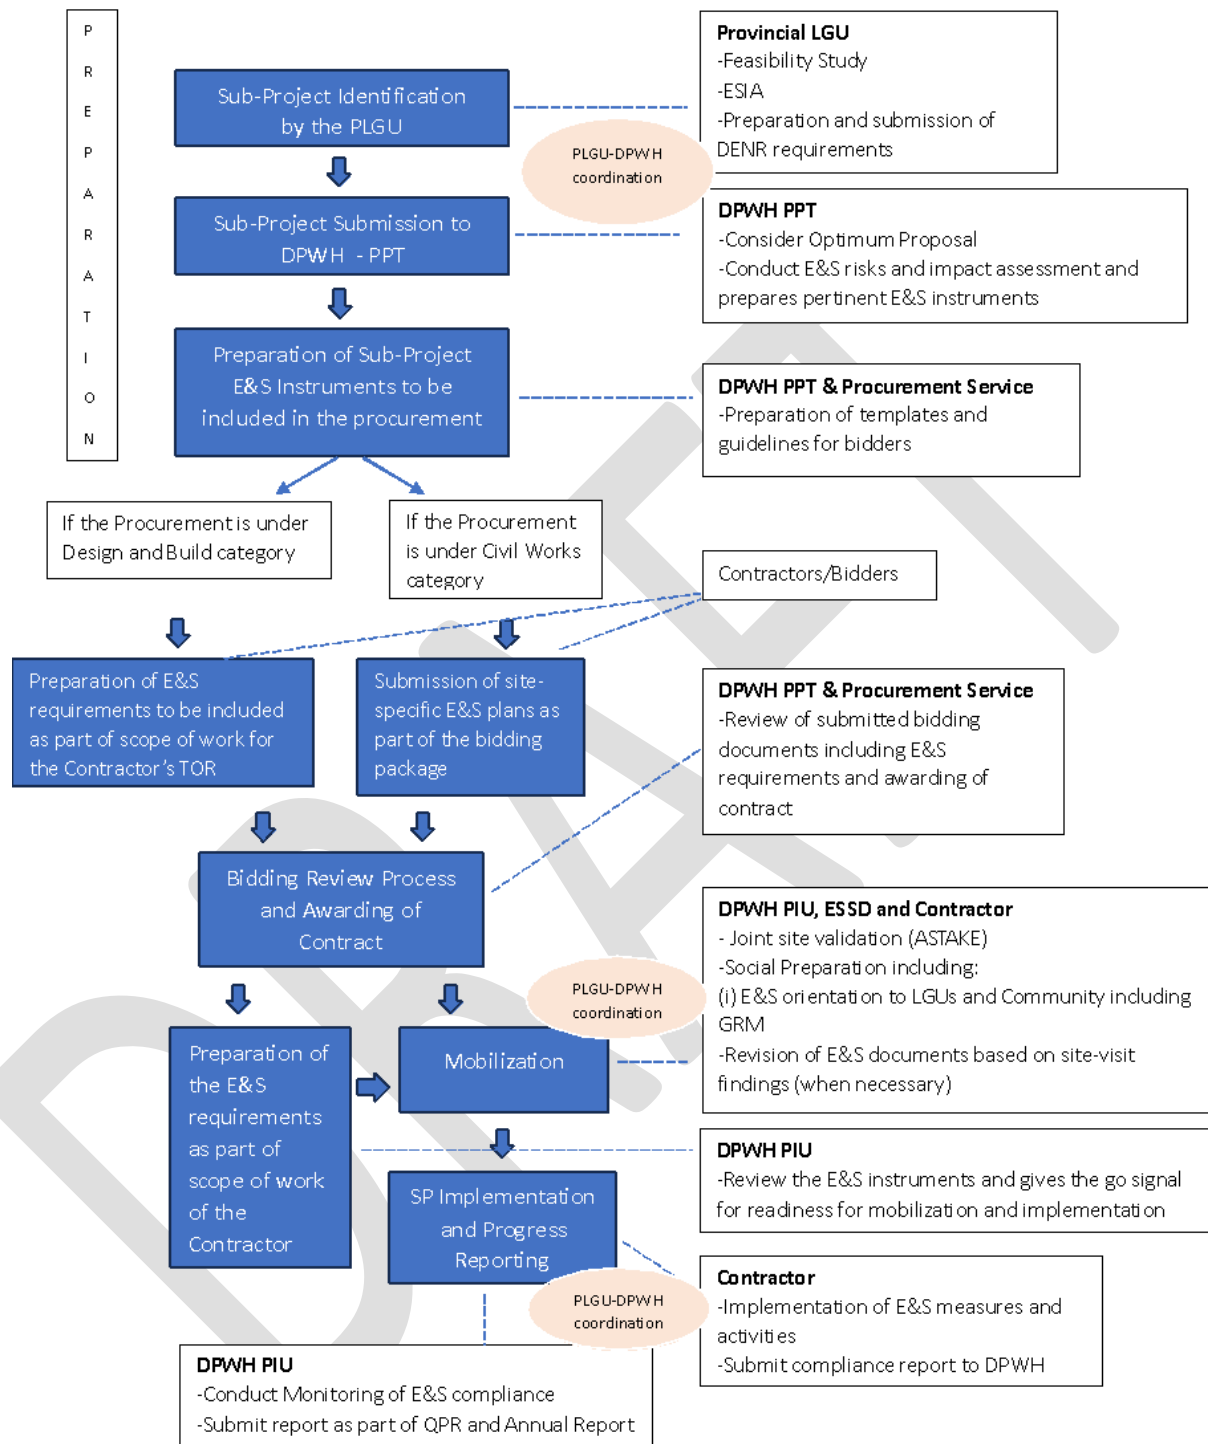 P
R
E
P
A
R
A
T
I
O
N
Sub-Project Identification
by the PLGU
Provincial LGU
-Feasibility Study
-ESIA
-Preparation and submission of
DENR requirements
PLGU-DPWH
coordination
Sub-Project Submission to
DPWH - PPT
DPWH PPT
-Consider Optimum Proposal
-Conduct E&S risks and impact assessment and
prepares pertinent E&S instruments
Preparation of Sub-Project
E&S Instruments to be
included in the procurement
DPWH PPT & Procurement Service
-Preparation of templates and
guidelines for bidders
If the Procurement is under
Design and Build category
If the Procurement
is under Civil Works
category
Contractors/Bidders
Preparation of E&S
requirements to be included
as part of scope of work for
the Contractor's TOR
Submission of site-
specific E&S plans as
part of the bidding
package
DPWH PPT & Procurement Service
-Review of submitted bidding
documents including E&S
requirements and awarding of
contract
Bidding Review Process
and Awarding of
Contract
DPWH PIU, ESSD and Contractor
- Joint site validation (ASTAKE)
-Social Preparation including:
(i) E&S orientation to LGUs and Community including
GRM
-Revision of E&S documents based on site-visit
findings (when necessary)
PLGU-DPWH
coordination
Preparation of
the E&S
requirements
as part of
scope of work
of the
Contractor
Mobilization
DPWH PIU
-Review the E&S instruments and gives the go signal
for readiness for mobilization and implementation
SP Implementation
and Progress
Reporting
Contractor
-Implementation of E&S measures and
activities
-Submit compliance report to DPWH
PLGU-DPWH
coordination
DPWH PIU
-Conduct Monitoring of E&S compliance
-Submit report as part of QPR and Annual Report
DRAFT